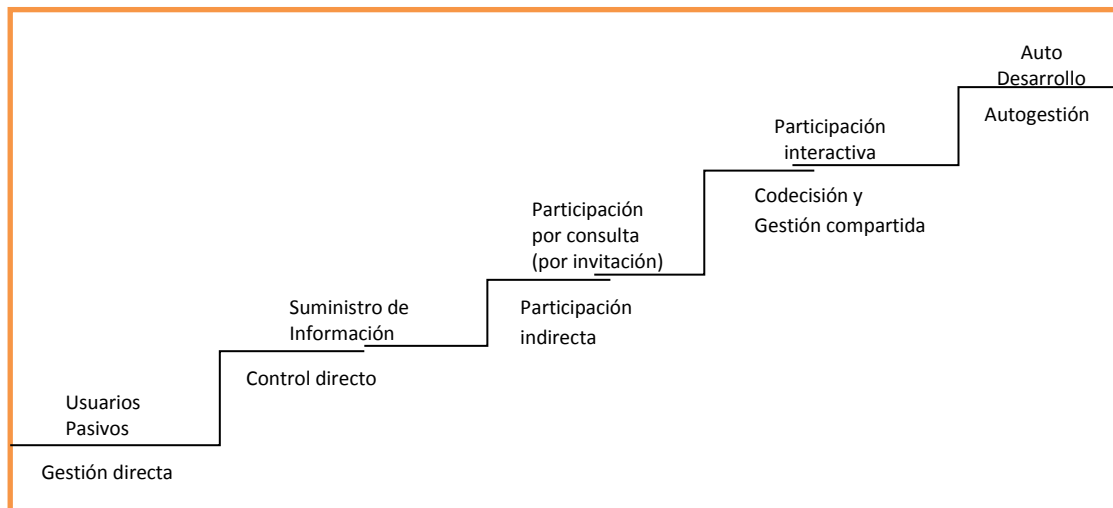 Auto
Desarrollo
Autogestión
Participación
interactiva
Codecisión y
Gestión compartida
Participación
por consulta
(por invitación)
Participación
indirecta
Suministro de
Información
Control directo
Usuarios
Pasivos
Gestión directa